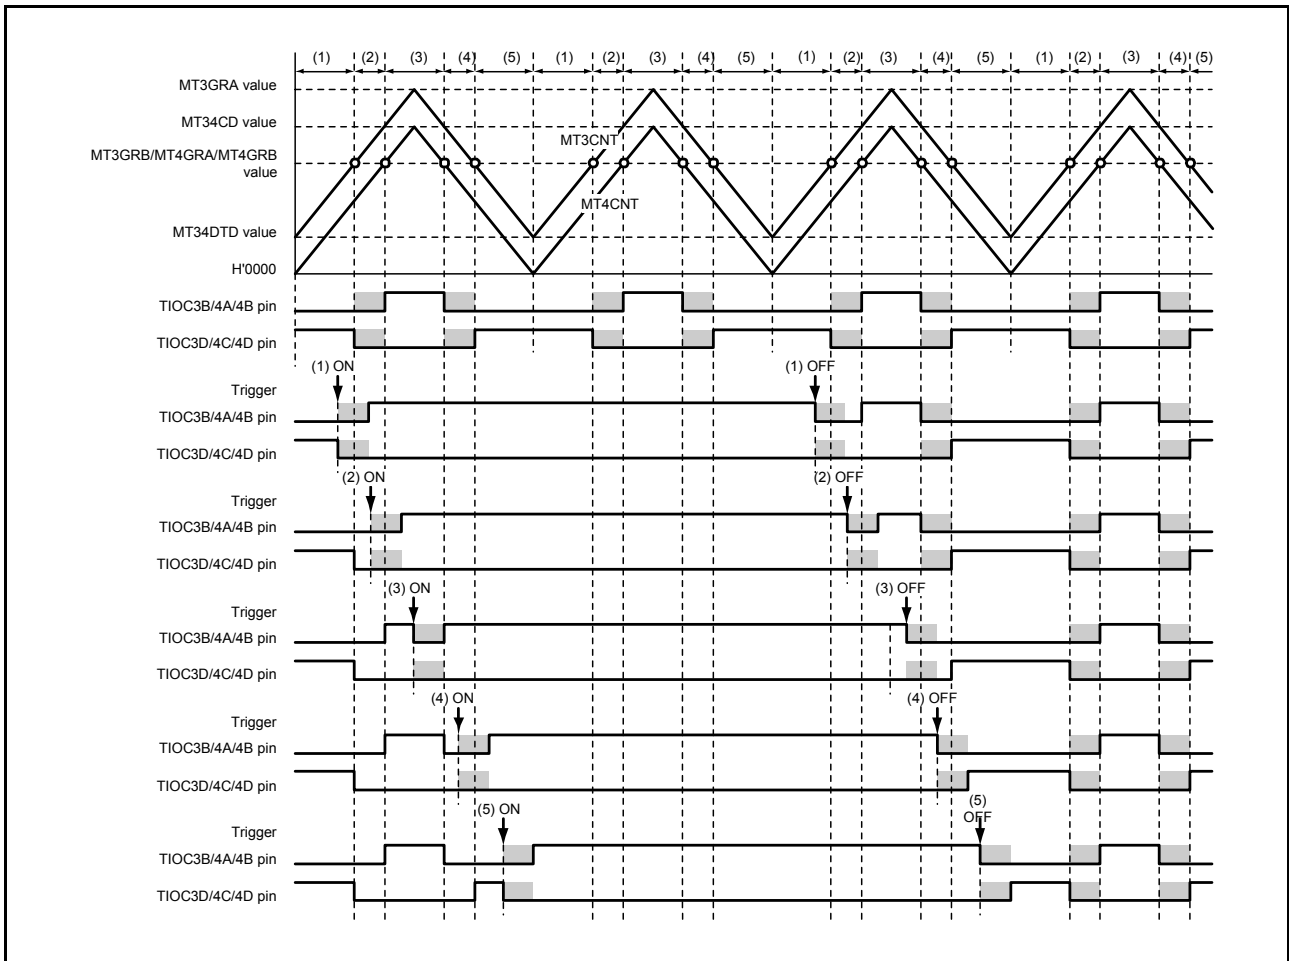 (1) (2) (3) (4) (5) (1) (2) (3) (4) (5) (1) (2) (3) (4) (5) (1) (2) (3) (4) (5)
MT3GRA value
MT34CD value
MT3CNT
MT3GRB/MT4GRA/MT4GRB
value
MT4CNT
MT34DTD value
H'0000
TIOC3B/4A/4B pin
TIOC3D/4C/4D pin
(1) ON (1) OFF
Trigger
TIOC3B/4A/4B pin
TIOC3D/4C/4D pin
(2) ON (2) OFF
Trigger
TIOC3B/4A/4B pin
TIOC3D/4C/4D pin
(3) ON (3) OFF
Trigger
TIOC3B/4A/4B pin
TIOC3D/4C/4D pin
(4) ON (4) OFF
Trigger
TIOC3B/4A/4B pin
TIOC3D/4C/4D pin
(5) ON (5)
OFF
Trigger
TIOC3B/4A/4B pin
TIOC3D/4C/4D pin